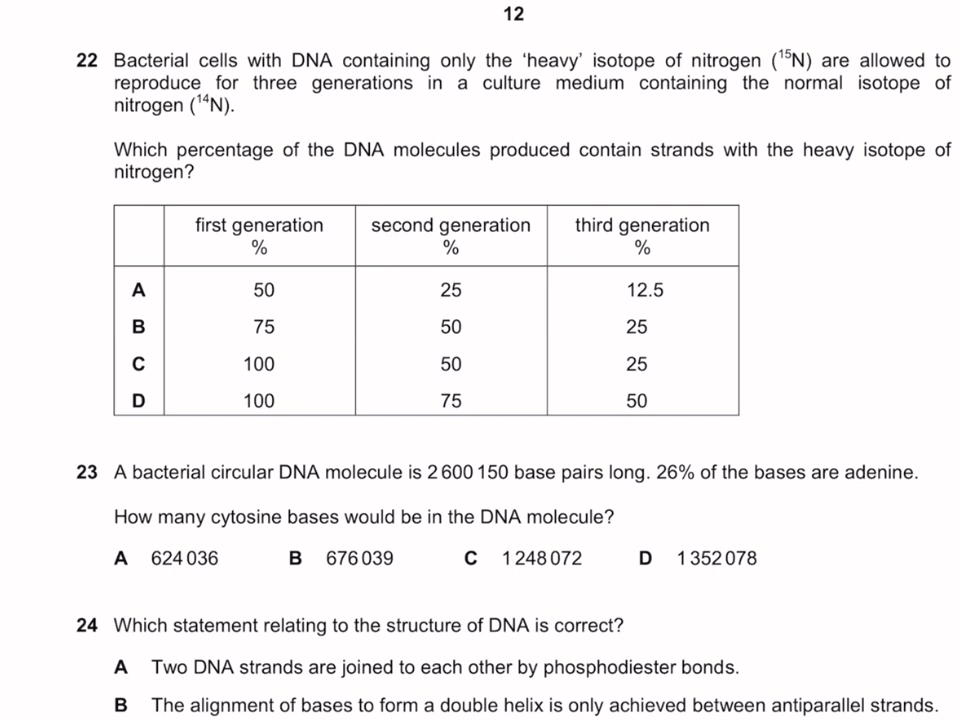 12
22 Bacterial cells with DNA containing only the ‘heavy’ isotope of nitrogen (¹⁵N) are allowed to
reproduce for three generations in a culture medium containing the normal isotope of
nitrogen (¹⁴N).
Which percentage of the DNA molecules produced contain strands with the heavy isotope of
nitrogen?
first generation second generation third generation
% % %
A 50 25 12.5
B 75 50 25
C 100 50 25
D 100 75 50
23 A bacterial circular DNA molecule is 2 600 150 base pairs long. 26% of the bases are adenine.
How many cytosine bases would be in the DNA molecule?
A 624 036 B 676 039 C 1 248 072 D 1 352 078
24 Which statement relating to the structure of DNA is correct?
A Two DNA strands are joined to each other by phosphodiester bonds.
B The alignment of bases to form a double helix is only achieved between antiparallel strands.